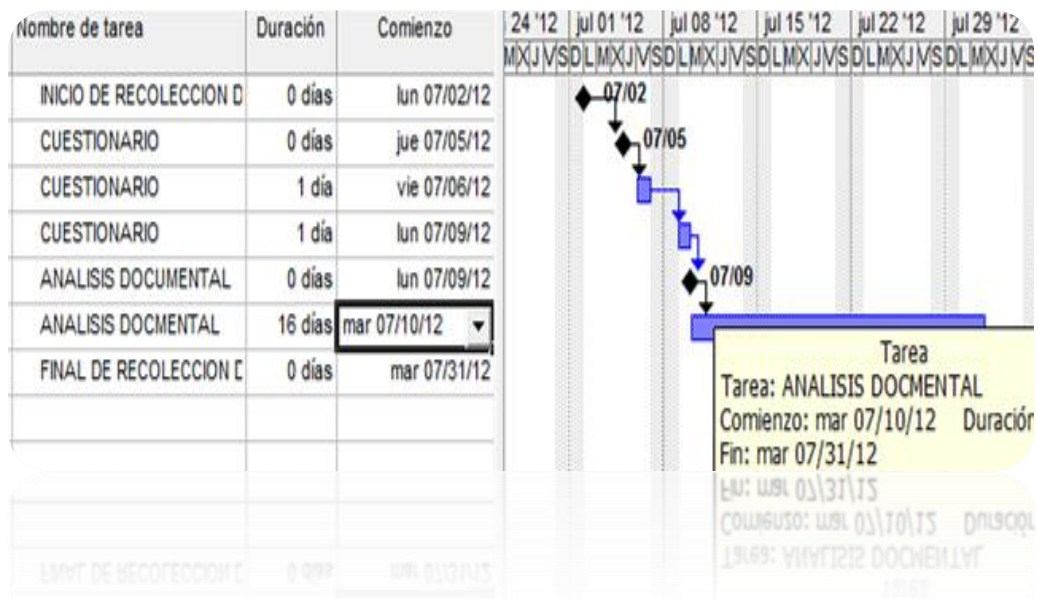 Nombre de tarea Duración Comienzo 24 '12 jul 01 '12 jul 08 '12 jul 15 '12 jul 22 '12 jul 29 '12
M X J V S D L M X J V S D L M X J V S D L M X J V S D L M X J V S D L M X J V S
INICIO DE RECOLECCION D 0 días lun 07/02/12 07/02
CUESTIONARIO 0 días jue 07/05/12 07/05
CUESTIONARIO 1 día vie 07/06/12
CUESTIONARIO 1 día lun 07/09/12
ANALISIS DOCUMENTAL 0 días lun 07/09/12 07/09
ANALISIS DOCMENTAL 16 días mar 07/10/12
FINAL DE RECOLECCION D 0 días mar 07/31/12
Tarea
Tarea: ANALISIS DOCMENTAL
Comienzo: mar 07/10/12 Duración
Fin: mar 07/31/12